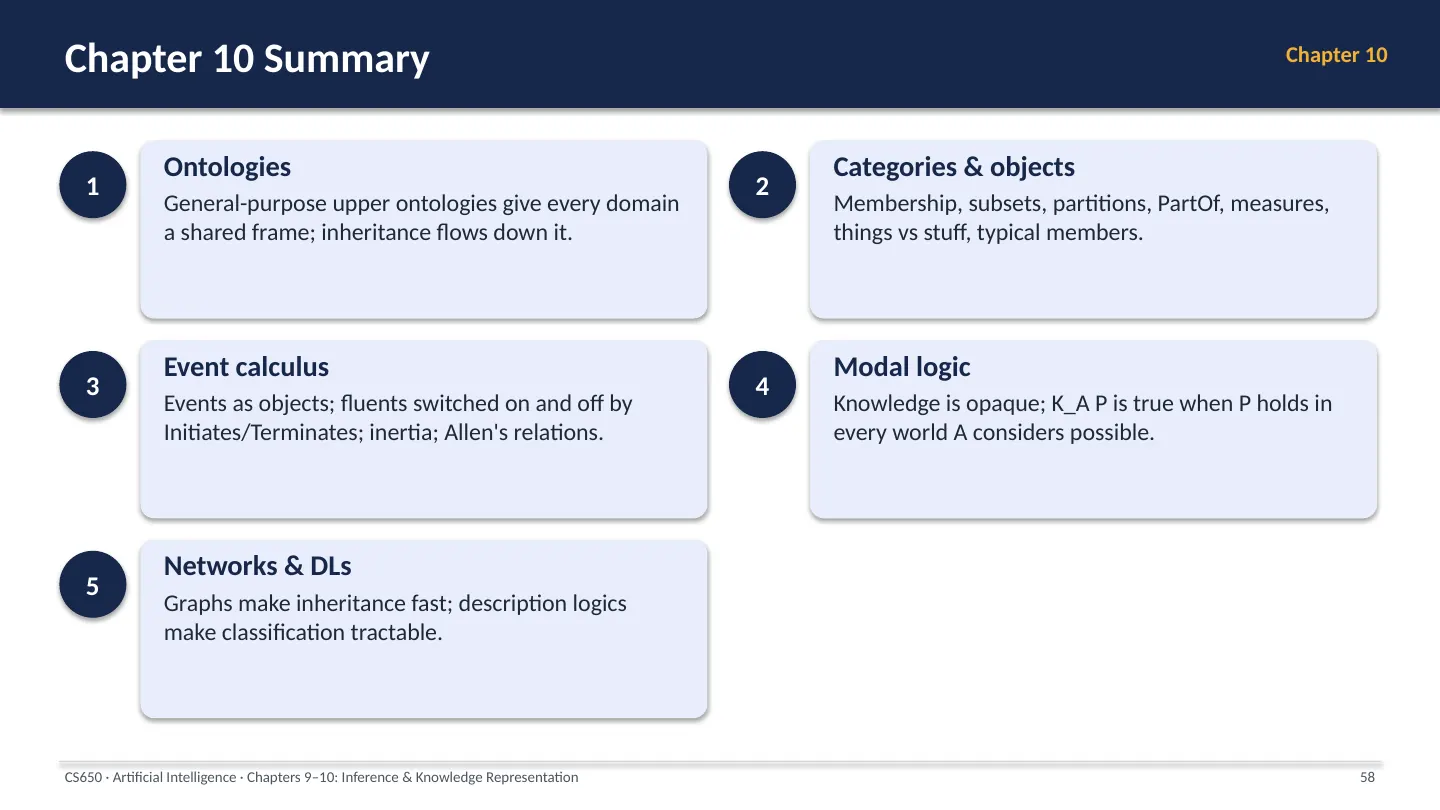 Chapter 10 Summary
Chapter 10
1
Ontologies
General-purpose upper ontologies give every domain
a shared frame; inheritance flows down it.
2
Categories & objects
Membership, subsets, partitions, PartOf, measures,
things vs stuff, typical members.
3
Event calculus
Events as objects; fluents switched on and off by
Initiates/Terminates; inertia; Allen's relations.
4
Modal logic
Knowledge is opaque; K_A P is true when P holds in
every world A considers possible.
5
Networks & DLs
Graphs make inheritance fast; description logics
make classification tractable.
CS650 · Artificial Intelligence · Chapters 9–10: Inference & Knowledge Representation
58